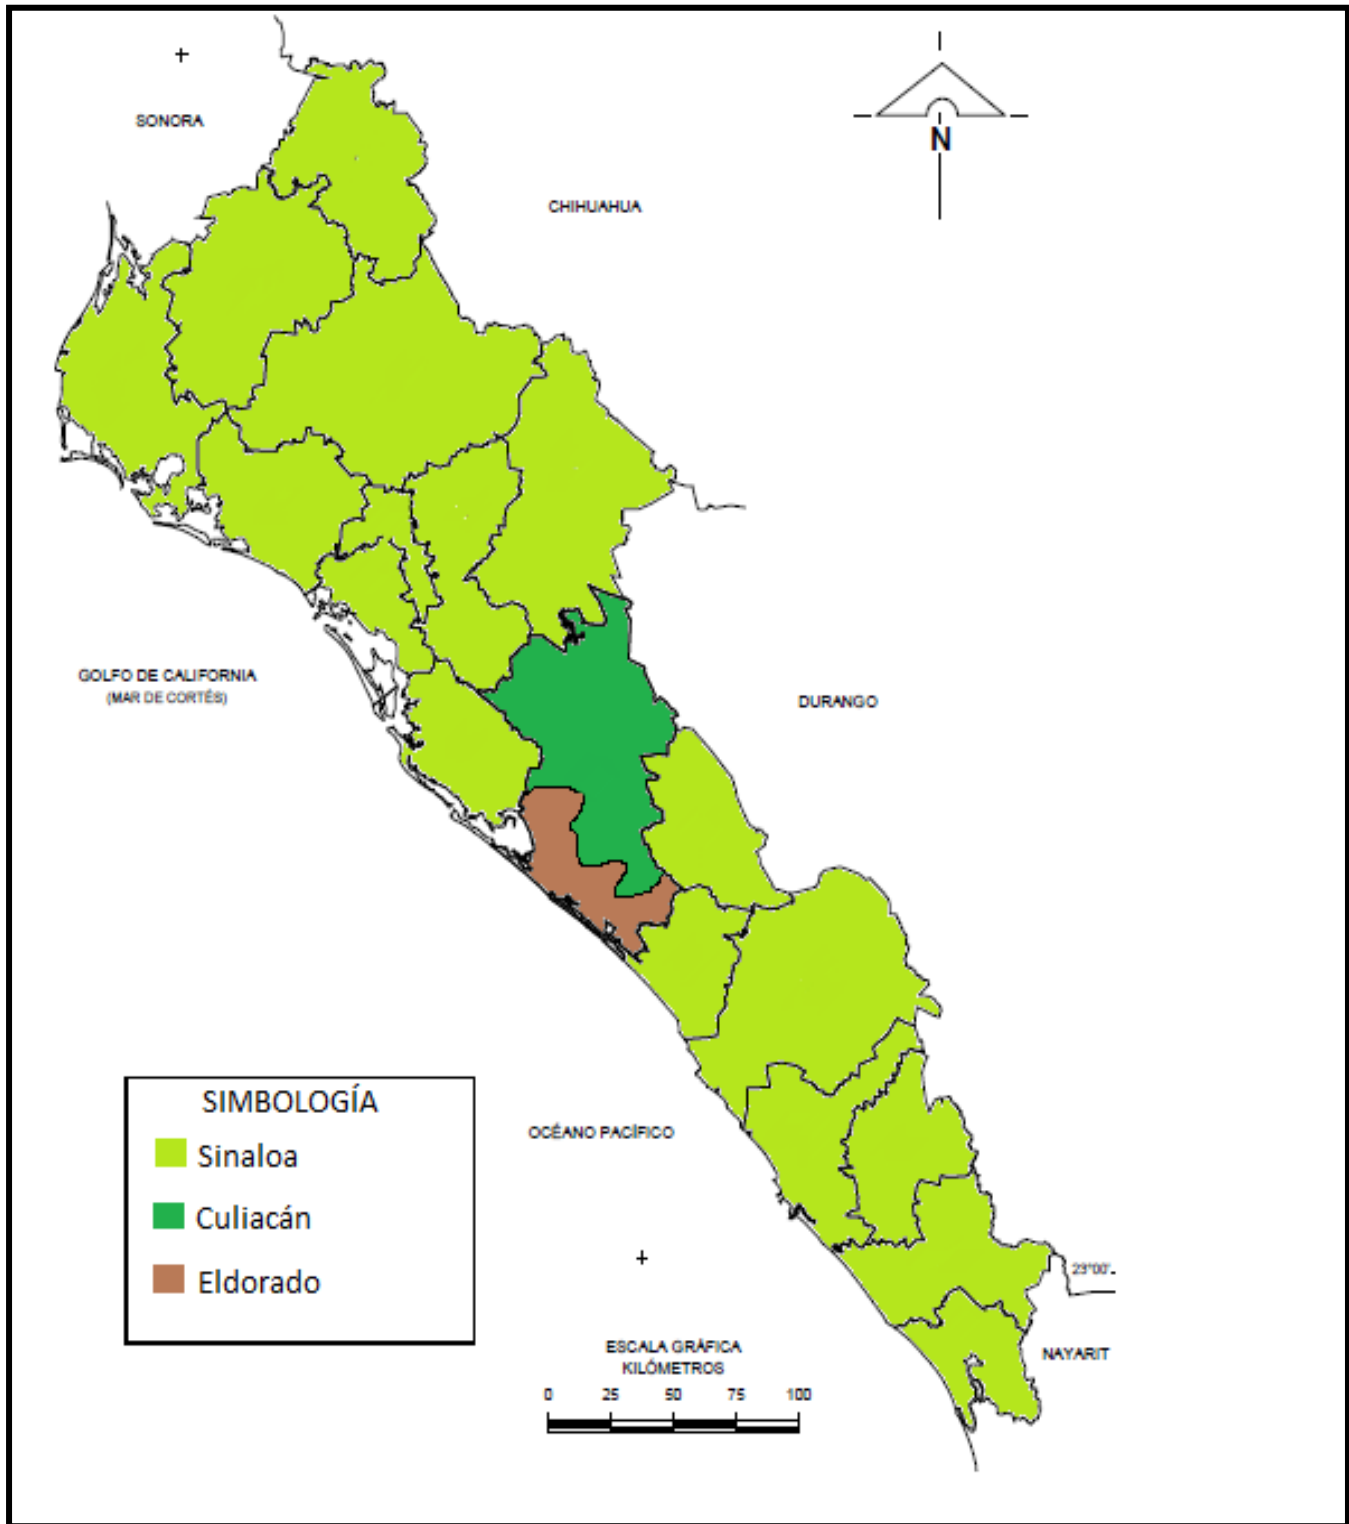 SONORA
N
CHIHUAHUA
GOLFO DE CALIFORNIA
(MAR DE CORTÉS)
DURANGO
SIMBOLOGÍA
Sinaloa
Culiacán
Eldorado
OCÉANO PACÍFICO
23°00'
ESCALA GRÁFICA
KILÓMETROS
0 25 50 75 100
NAYARIT